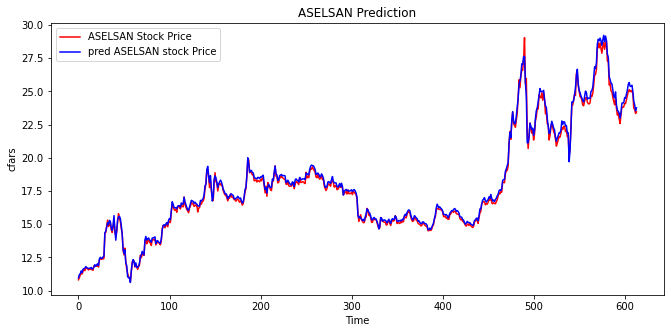 ASELSAN Prediction
ASELSAN Stock Price
pred ASELSAN stock Price
30.0
27.5
25.0
22.5
20.0
17.5
15.0
12.5
10.0
cfars
0 100 200 300 400 500 600
Time